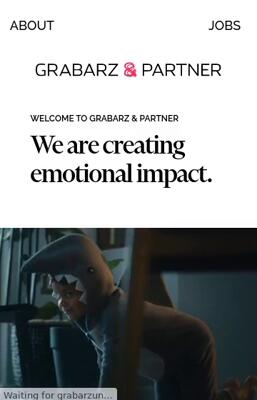 ABOUT JOBS
GRABARZ & PARTNER
WELCOME TO GRABARZ & PARTNER
We are creating
emotional impact.
Waiting for grabarzun...